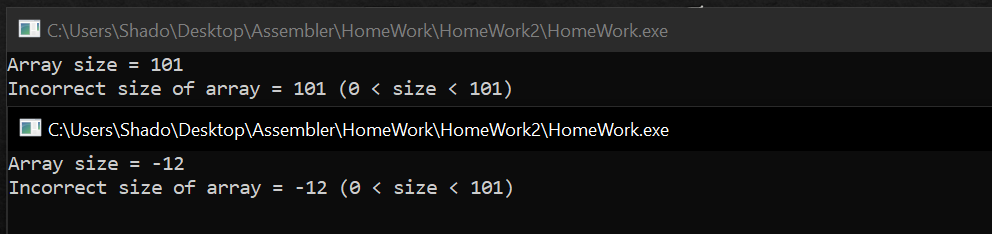 C:\Users\Shado\Desktop\Assembler\HomeWork\HomeWork2\HomeWork.exe
Array size = 101
Incorrect size of array = 101 (0 < size < 101)
C:\Users\Shado\Desktop\Assembler\HomeWork\HomeWork2\HomeWork.exe
Array size = -12
Incorrect size of array = -12 (0 < size < 101)